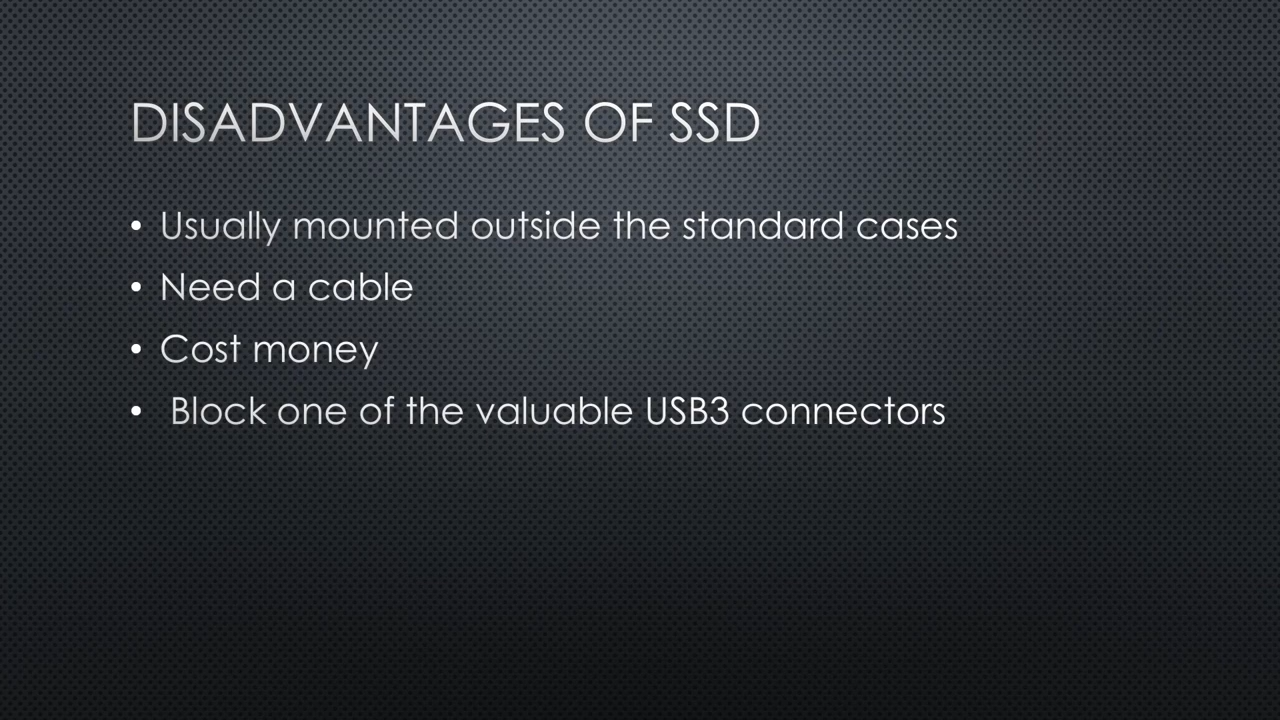 DISADVANTAGES OF SSD
• Usually mounted outside the standard cases
• Need a cable
• Cost money
• Block one of the valuable USB3 connectors